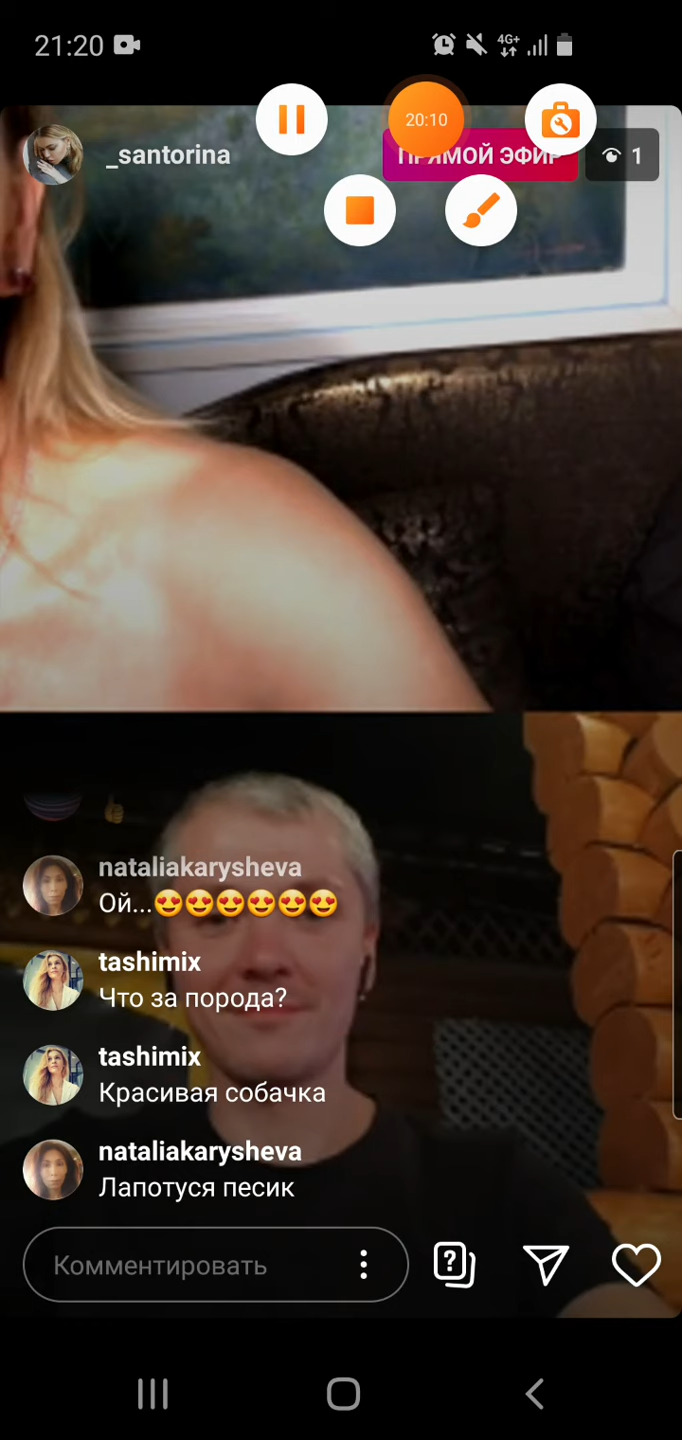 21:20
4G+
20:10
_santorina
ПРЯМОЙ ЭФИР
1
nataliakarysheva
Ой...😍😍😍😍😍😍
tashimix
Что за порода?
tashimix
Красивая собачка
nataliakarysheva
Лапотуся песик
Комментировать